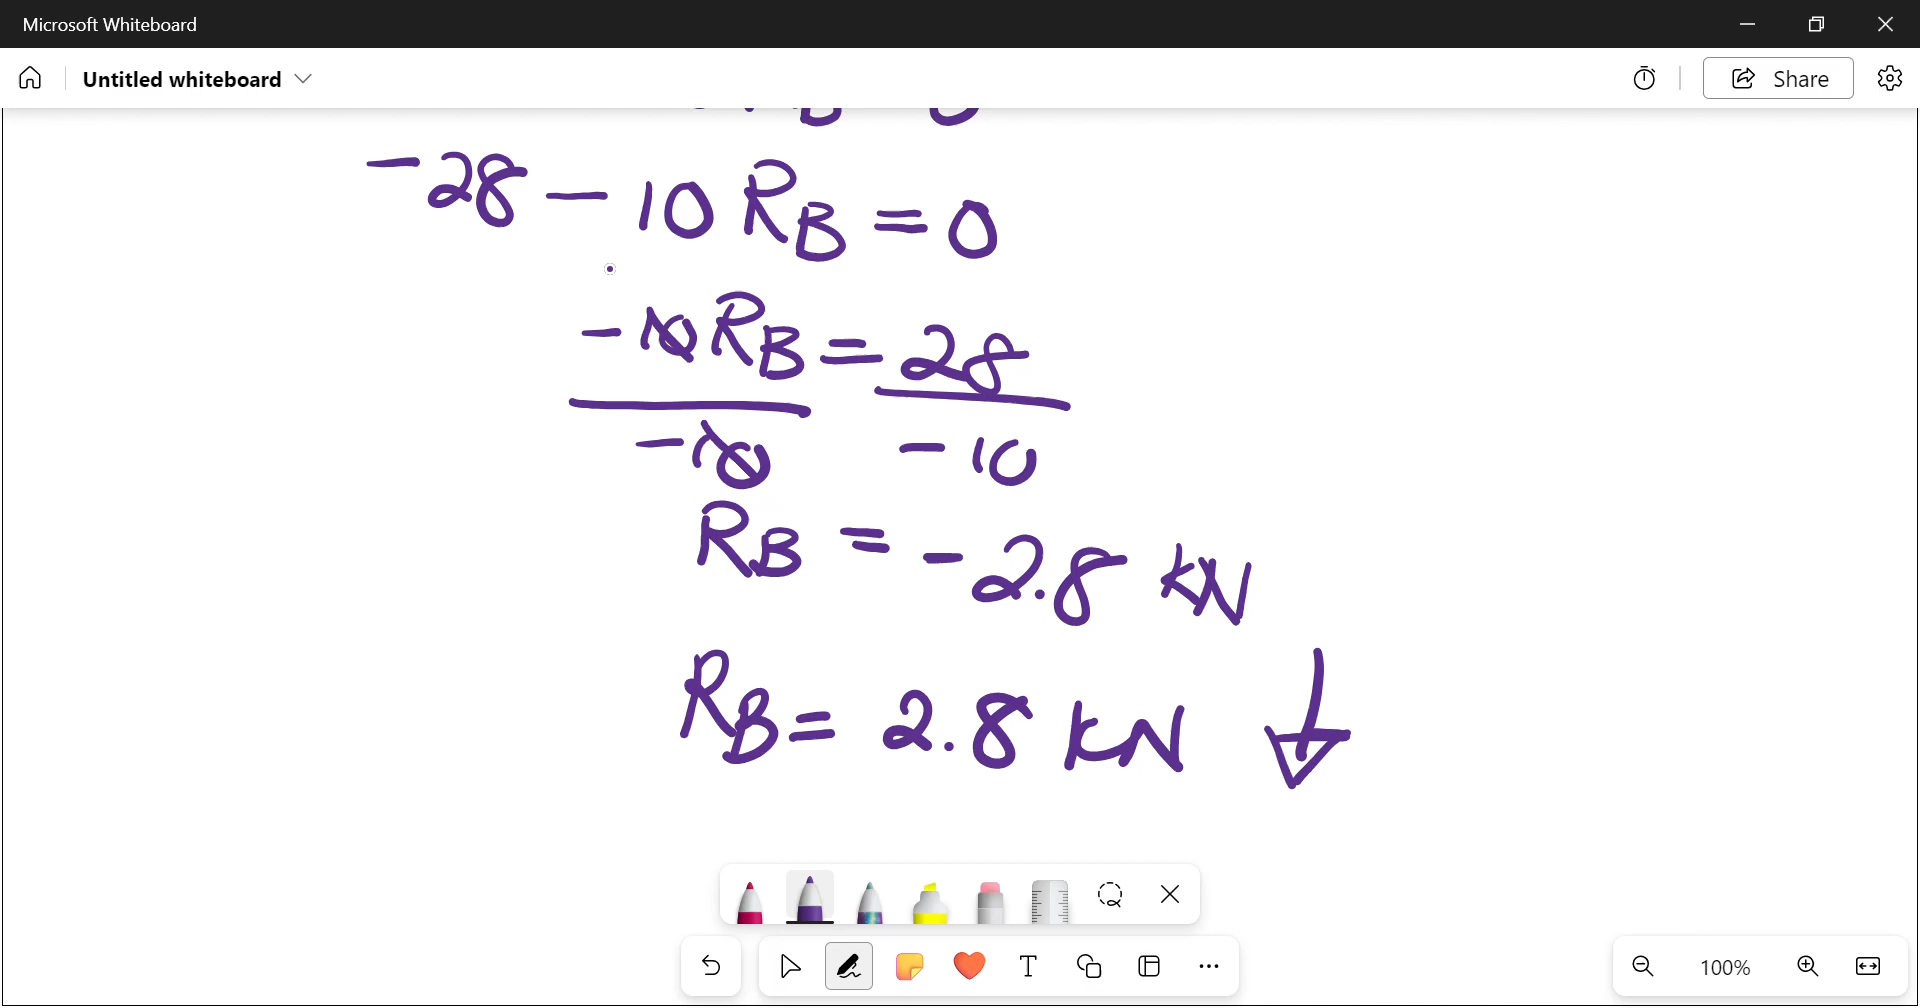 Microsoft Whiteboard
Untitled whiteboard
Share
-28 - 10 RB = 0
-10 RB = 28
-10 -10
RB = -2.8 kN
RB = 2.8 kN ↓
100%